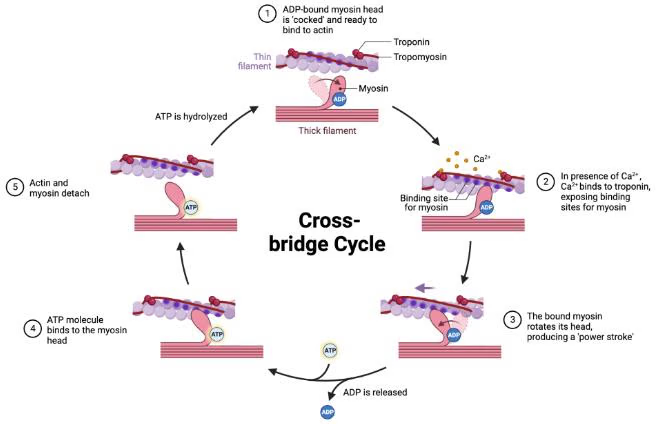 1
ADP-bound myosin head
is 'cocked' and ready to
bind to actin
Troponin
Tropomyosin
Thin
filament
Myosin
ADP
Thick filament
ATP is hydrolyzed
Ca²⁺
2
In presence of Ca²⁺,
Ca²⁺binds to troponin,
exposing binding
sites for myosin
Binding site
for myosin
ADP
5
Actin and
myosin detach
ATP
Cross-
bridge Cycle
3
The bound myosin
rotates its head,
producing a 'power stroke'
ADP
4
ATP molecule
binds to the myosin
head
ATP
ATP
ADP is released
ADP